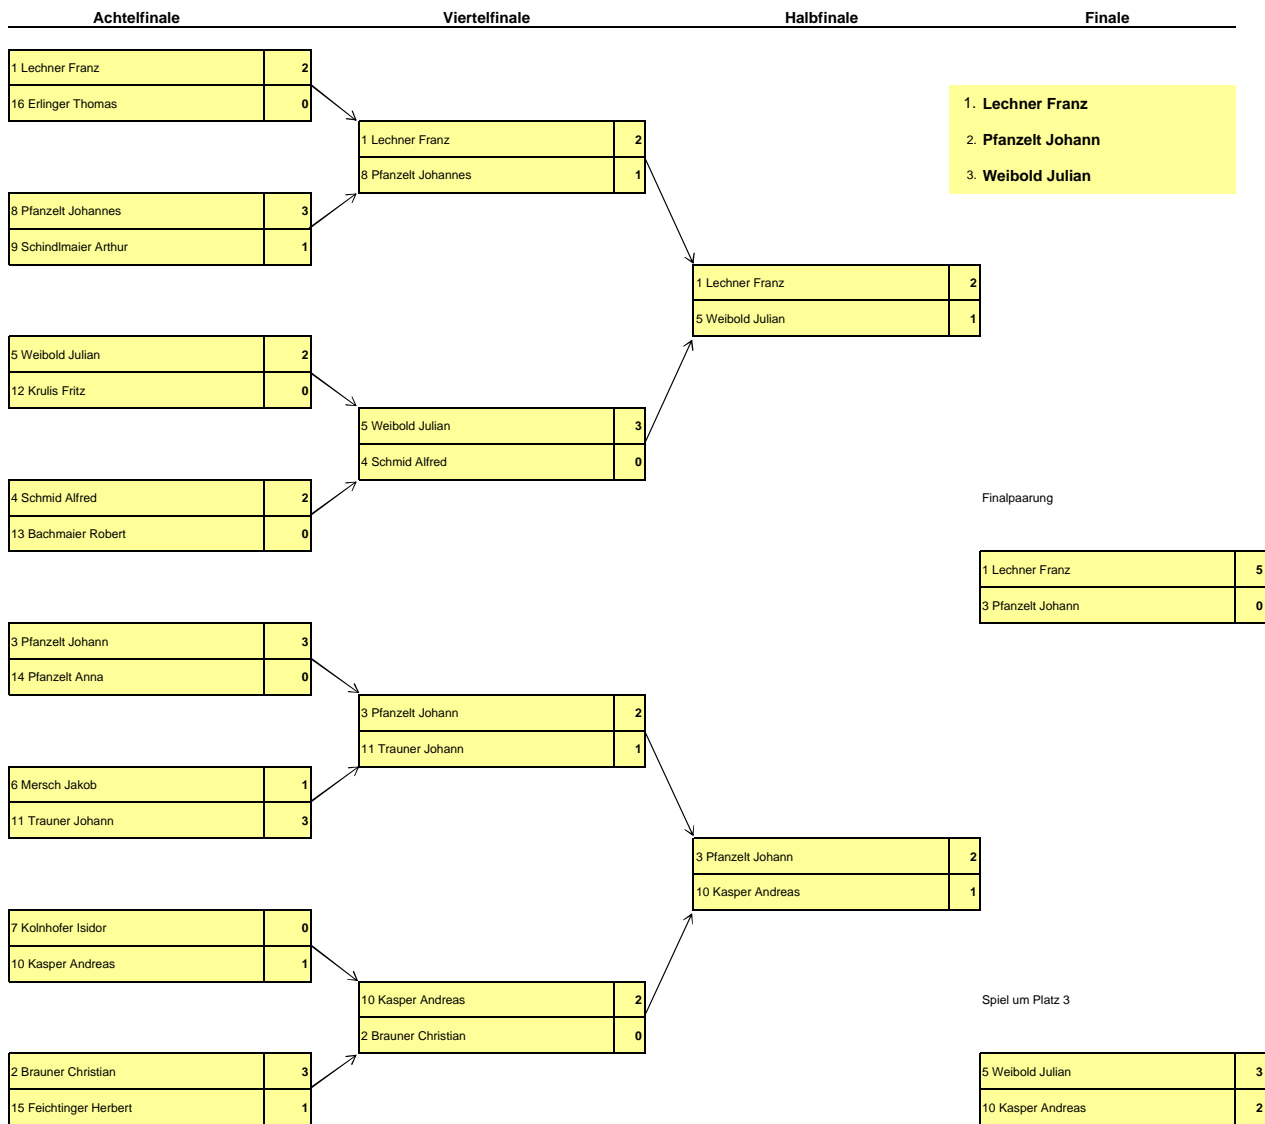 Achtelfinale Viertelfinale Halbfinale Finale
1 Lechner Franz 2
16 Erlinger Thomas 0
8 Pfanzelt Johannes 3
9 Schindlmaier Arthur 1
5 Weibold Julian 2
12 Krulis Fritz 0
4 Schmid Alfred 2
13 Bachmaier Robert 0
3 Pfanzelt Johann 3
14 Pfanzelt Anna 0
6 Mersch Jakob 1
11 Trauner Johann 3
7 Kolnhofer Isidor 0
10 Kasper Andreas 1
2 Brauner Christian 3
15 Feichtinger Herbert 1
1 Lechner Franz 2
8 Pfanzelt Johannes 1
5 Weibold Julian 3
4 Schmid Alfred 0
3 Pfanzelt Johann 2
11 Trauner Johann 1
10 Kasper Andreas 2
2 Brauner Christian 0
1 Lechner Franz 2
5 Weibold Julian 1
3 Pfanzelt Johann 2
10 Kasper Andreas 1
1. Lechner Franz
2. Pfanzelt Johann
3. Weibold Julian
Finalpaarung
1 Lechner Franz 5
3 Pfanzelt Johann 0
Spiel um Platz 3
5 Weibold Julian 3
10 Kasper Andreas 2